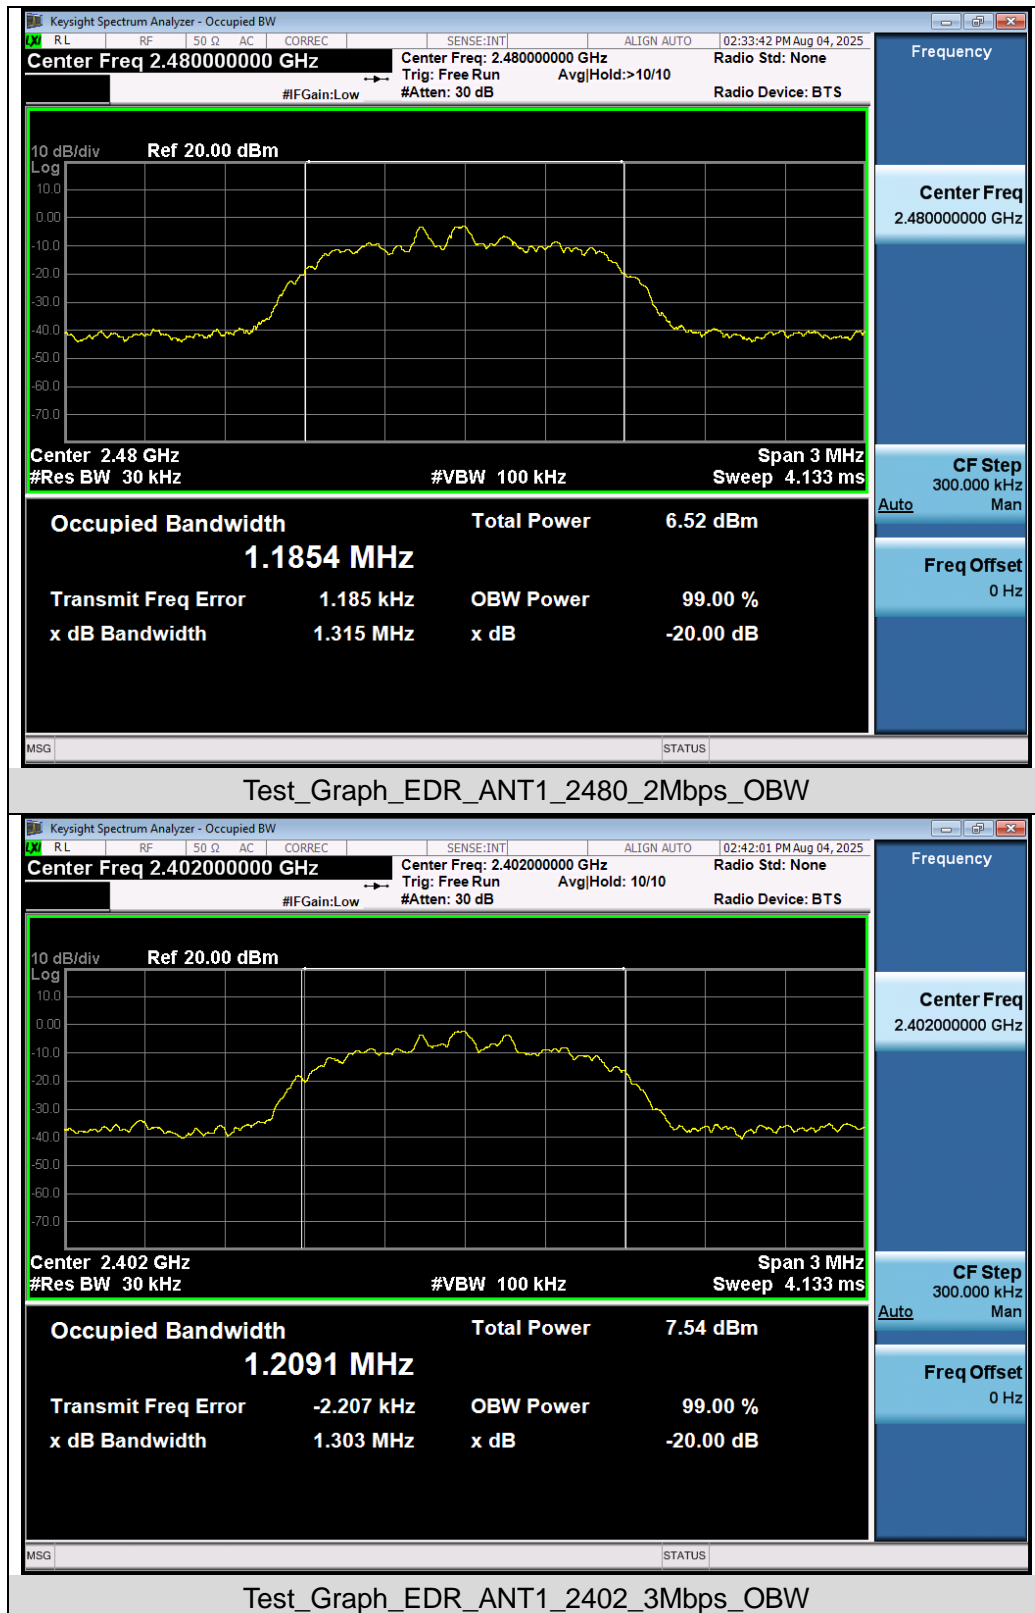 Keysight Spectrum Analyzer - Occupied BW
LXI RL RF 50 Ω AC CORREC SENSE:INT ALIGN AUTO 02:33:42 PM Aug 04, 2025
Center Freq 2.480000000 GHz Center Freq: 2.480000000 GHz Radio Std: None
Trig: Free Run Avg|Hold:>10/10
#IFGain:Low #Atten: 30 dB Radio Device: BTS
Frequency
10 dB/div Ref 20.00 dBm
Log
10.0
0.00
-10.0
-20.0
-30.0
-40.0
-50.0
-60.0
-70.0
Center 2.48 GHz Span 3 MHz
#Res BW 30 kHz #VBW 100 kHz Sweep 4.133 ms
Center Freq
2.480000000 GHz
CF Step
300.000 kHz
Auto Man
Freq Offset
0 Hz
Occupied Bandwidth Total Power 6.52 dBm
1.1854 MHz
Transmit Freq Error 1.185 kHz OBW Power 99.00 %
x dB Bandwidth 1.315 MHz x dB -20.00 dB
MSG STATUS
Test_Graph_EDR_ANT1_2480_2Mbps_OBW
Keysight Spectrum Analyzer - Occupied BW
LXI RL RF 50 Ω AC CORREC SENSE:INT ALIGN AUTO 02:42:01 PM Aug 04, 2025
Center Freq 2.402000000 GHz Center Freq: 2.402000000 GHz Radio Std: None
Trig: Free Run Avg|Hold: 10/10
#IFGain:Low #Atten: 30 dB Radio Device: BTS
Frequency
10 dB/div Ref 20.00 dBm
Log
10.0
0.00
-10.0
-20.0
-30.0
-40.0
-50.0
-60.0
-70.0
Center 2.402 GHz Span 3 MHz
#Res BW 30 kHz #VBW 100 kHz Sweep 4.133 ms
Center Freq
2.402000000 GHz
CF Step
300.000 kHz
Auto Man
Freq Offset
0 Hz
Occupied Bandwidth Total Power 7.54 dBm
1.2091 MHz
Transmit Freq Error -2.207 kHz OBW Power 99.00 %
x dB Bandwidth 1.303 MHz x dB -20.00 dB
MSG STATUS
Test_Graph_EDR_ANT1_2402_3Mbps_OBW